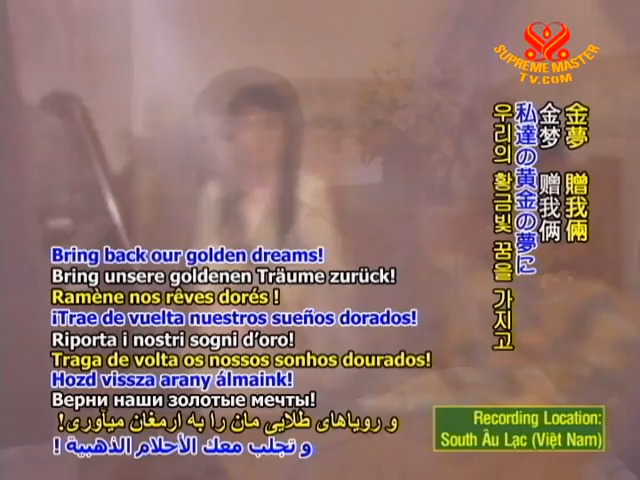 SUPREME MASTER
TV.COM
金夢 贈我倆
金梦 赠我俩
私達の黄金の夢に
우리의 황금빛 꿈을 가지고
Bring back our golden dreams!
Bring unsere goldenen Träume zurück!
Ramène nos rêves dorés !
¡Trae de vuelta nuestros sueños dorados!
Riporta i nostri sogni d'oro!
Traga de volta os nossos sonhos dourados!
Hozd vissza arany álmaink!
Верни наши золотые мечты!
و رویاهای طلایی مان را به ارمغان میآوری!
و تجلب معك الأحلام الذهبية !
Recording Location:
South Âu Lạc (Việt Nam)